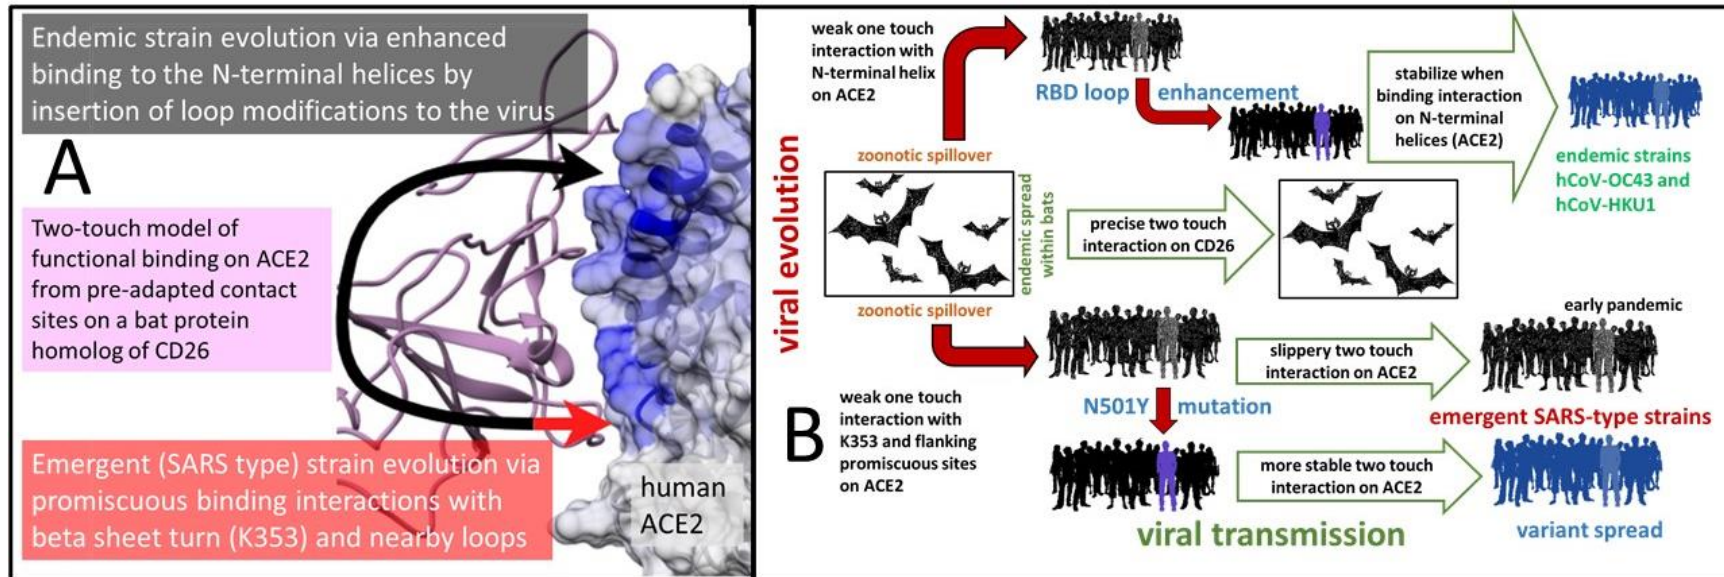 Endemic strain evolution via enhanced
binding to the N-terminal helices by
insertion of loop modifications to the virus
A
Two-touch model of
functional binding on ACE2
from pre-adapted contact
sites on a bat protein
homolog of CD26
Emergent (SARS type) strain evolution via
promiscuous binding interactions with
beta sheet turn (K353) and nearby loops
human
ACE2
viral evolution
weak one touch
interaction with
N-terminal helix
on ACE2
RBD loop enhancement
stabilize when
binding interaction
on N-terminal
helices (ACE2)
endemic strains
hCoV-OC43 and
hCoV-HKU1
zoonotic spillover
endemic spread
within bats
precise two touch
interaction on CD26
zoonotic spillover
B
weak one touch
interaction with
K353 and flanking
promiscuous sites
on ACE2
slippery two touch
interaction on ACE2
early pandemic
emergent SARS-type strains
N501Y mutation
more stable two touch
interaction on ACE2
variant spread
viral transmission